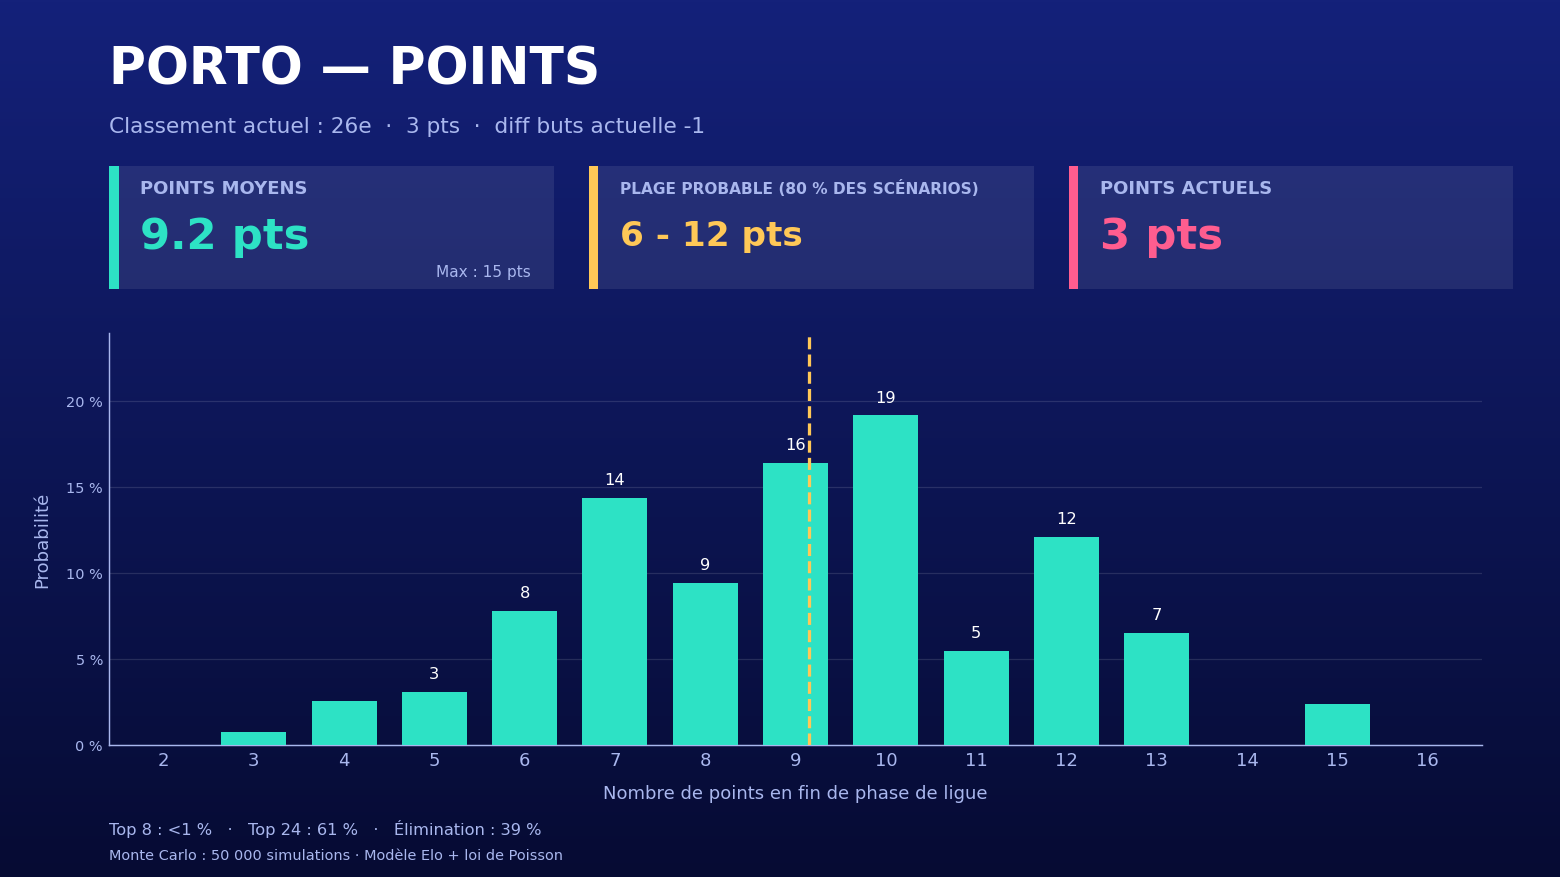 PORTO — POINTS
Classement actuel : 26e · 3 pts · diff buts actuelle -1
POINTS MOYENS
9.2 pts
Max : 15 pts
PLAGE PROBABLE (80 % DES SCÉNARIOS)
6 - 12 pts
POINTS ACTUELS
3 pts
Probabilité
20 %
15 %
10 %
5 %
0 %
3
8
14
9
16
19
5
12
7
2 3 4 5 6 7 8 9 10 11 12 13 14 15 16
Nombre de points en fin de phase de ligue
Top 8 : <1 % · Top 24 : 61 % · Élimination : 39 %
Monte Carlo : 50 000 simulations · Modèle Elo + loi de Poisson